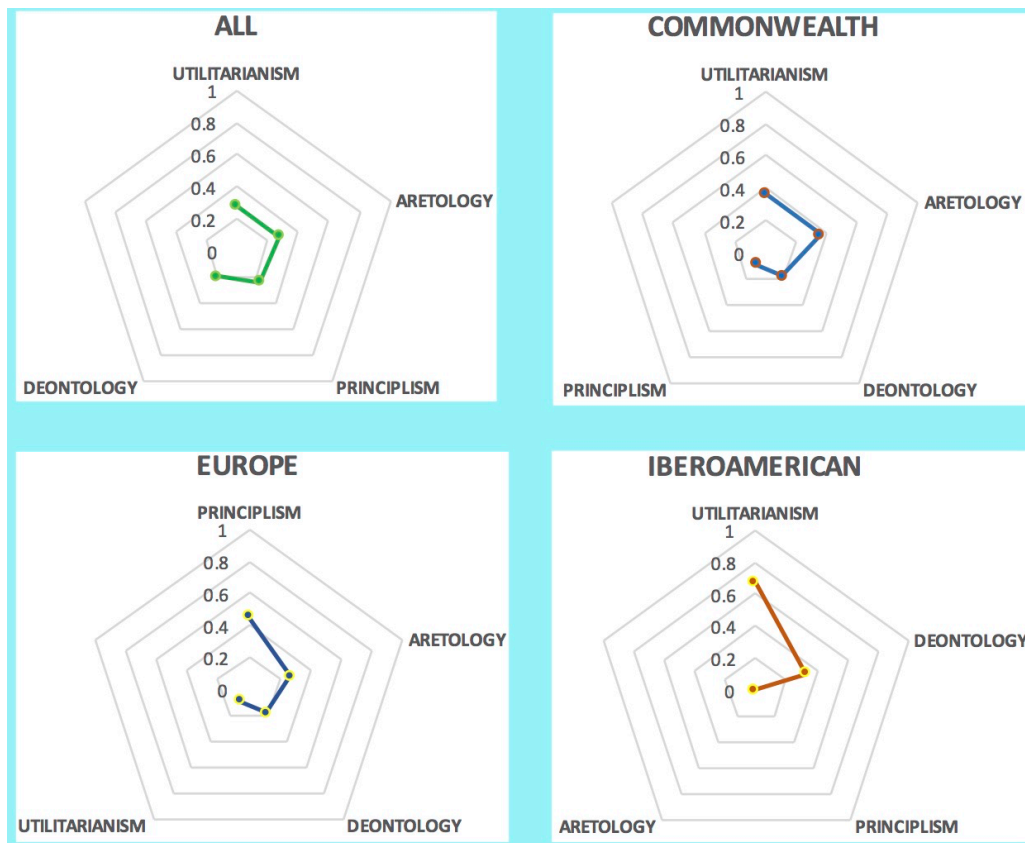 ALL
UTILITARIANISM
1
0.8
0.6
0.4
0.2
0
ARETOLOGY
DEONTOLOGY
PRINCIPLISM
COMMONWEALTH
UTILITARIANISM
1
0.8
0.6
0.4
0.2
0
ARETOLOGY
PRINCIPLISM
DEONTOLOGY
EUROPE
PRINCIPLISM
1
0.8
0.6
0.4
0.2
0
ARETOLOGY
UTILITARIANISM
DEONTOLOGY
IBEROAMERICAN
UTILITARIANISM
1
0.8
0.6
0.4
0.2
0
DEONTOLOGY
ARETOLOGY
PRINCIPLISM